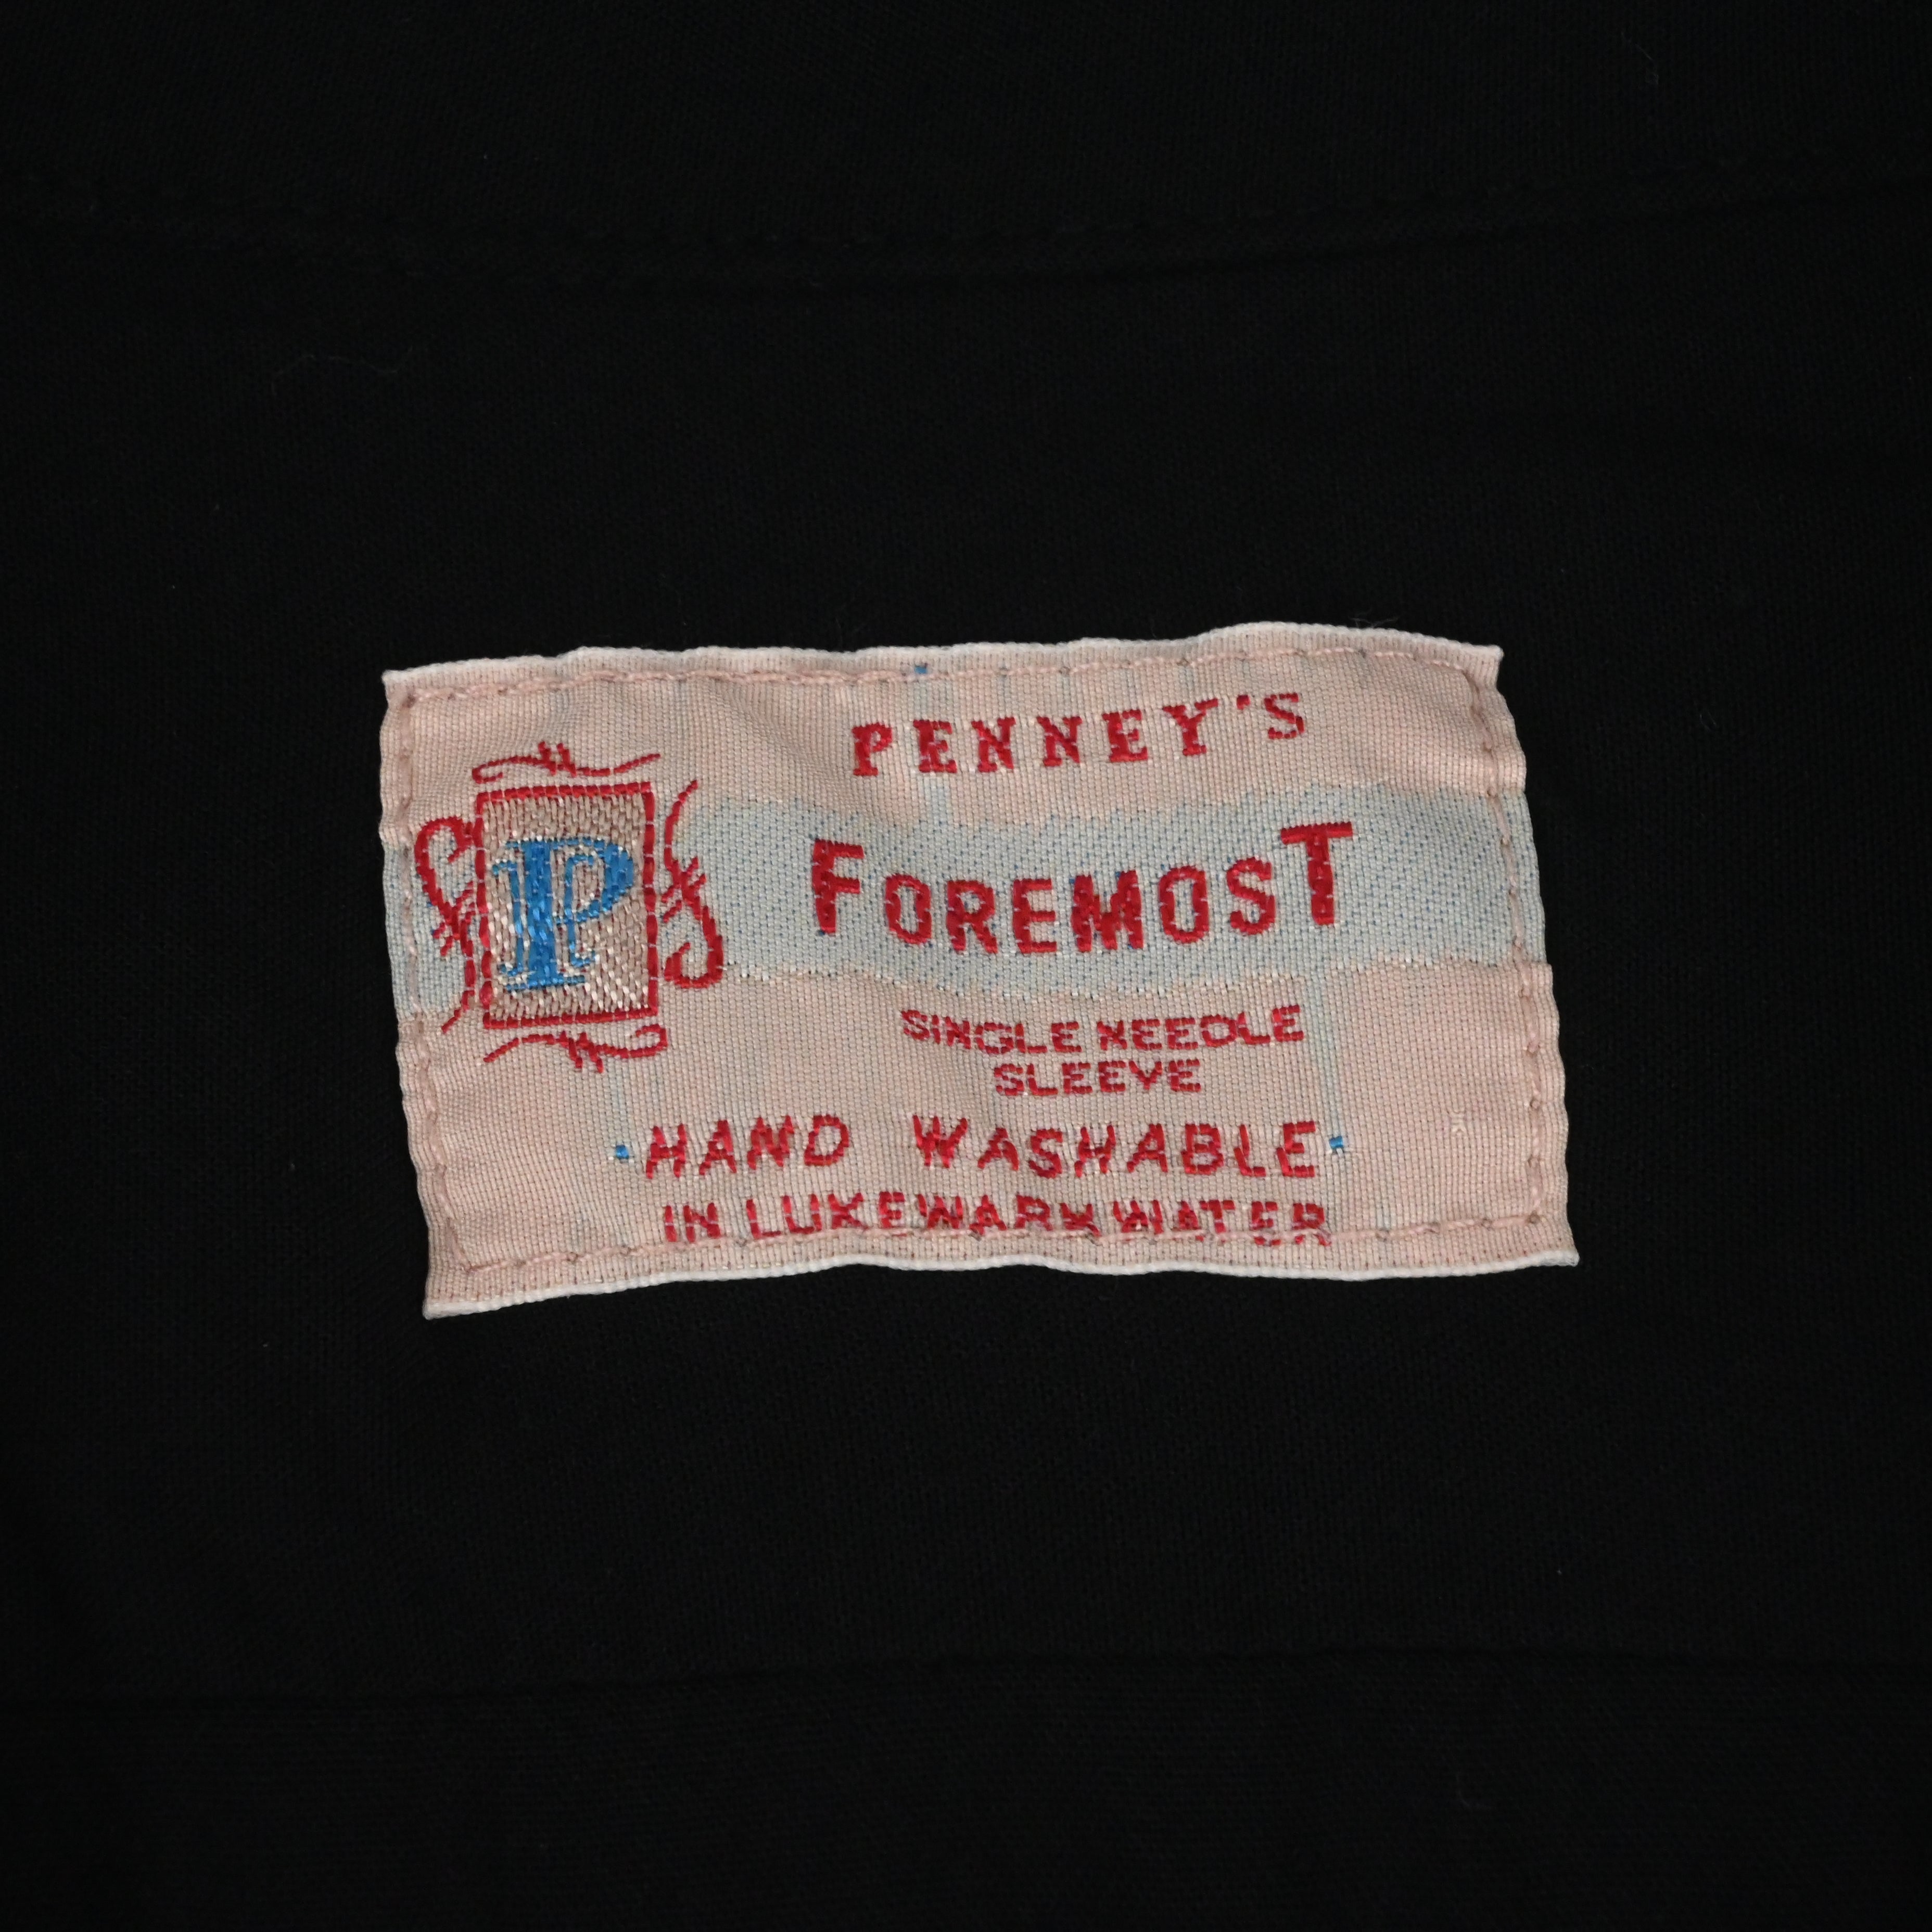 PENNEY'S
P
FOREMOST
SINGLE NEEDLE
SLEEVE
HAND WASHABLE
IN LUKEWARM WATER